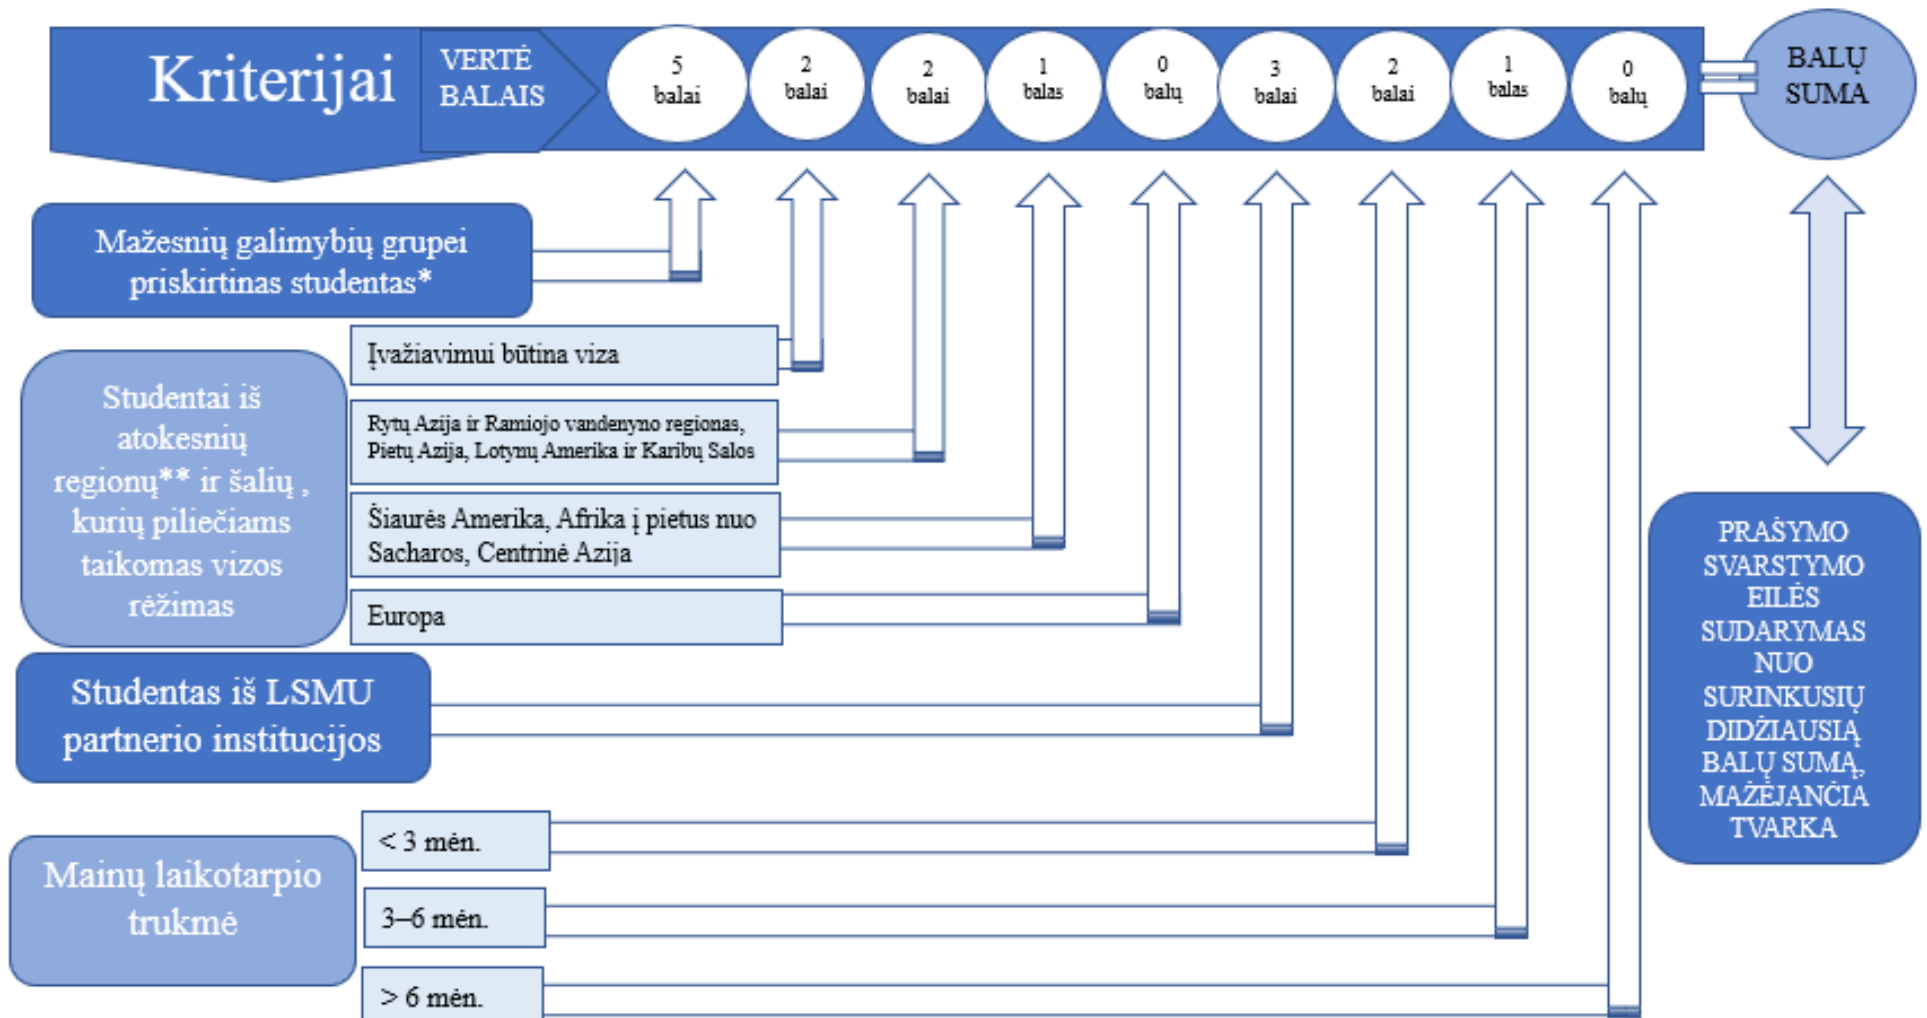 Kriterijai
VERTĖ
BALAIS
5
balai
2
balai
2
balai
1
balas
0
balų
3
balai
2
balai
1
balas
0
balų
BALŲ
SUMA
Mažesnių galimybių grupei
priskirtinas studentas*
Studentai iš
atokesnių
regionų** ir šalių ,
kurių piliečiams
taikomas vizos
rėžimas
Įvažiavimui būtina viza
Rytų Azija ir Ramiojo vandenyno regionas,
Pietų Azija, Lotynų Amerika ir Karibų Salos
Šiaurės Amerika, Afrika į pietus nuo
Sacharos, Centrinė Azija
Europa
Studentas iš LSMU
partnerio institucijos
Mainų laikotarpio
trukmė
< 3 mėn.
3–6 mėn.
> 6 mėn.
PRAŠYMO
SVARSTYMO
EILĖS
SUDARYMAS
NUO
SURINKUSIŲ
DIDŽIAUSIĄ
BALŲ SUMĄ,
MAŽĖJANČIA
TVARKA